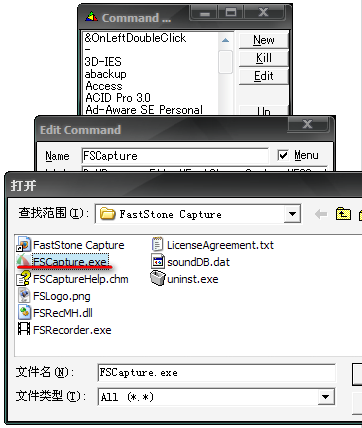 Command ...
&OnLeftDoubleClick
-
3D-IES
abackup
Access
ACID Pro 3.0
Ad-Aware SE Personal
New
Kill
Edit
Up
Edit Command
Name
FSCapture
Menu
打开
查找范围(I):
FastStone Capture
FastStone Capture
FSCapture.exe
FSCaptureHelp.chm
FSLogo.png
FSRecMH.dll
FSRecorder.exe
LicenseAgreement.txt
soundDB.dat
uninst.exe
文件名(N):
FSCapture.exe
文件类型(T):
All (*.*)